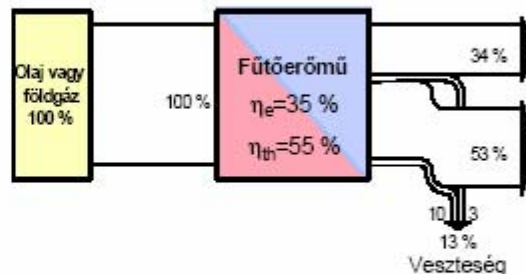 Olaj vagy
földgáz
100 %
100 %
Fűtőerőmű
ηe=35 %
ηth=55 %
34 %
53 %
10 3
13 %
Veszteség